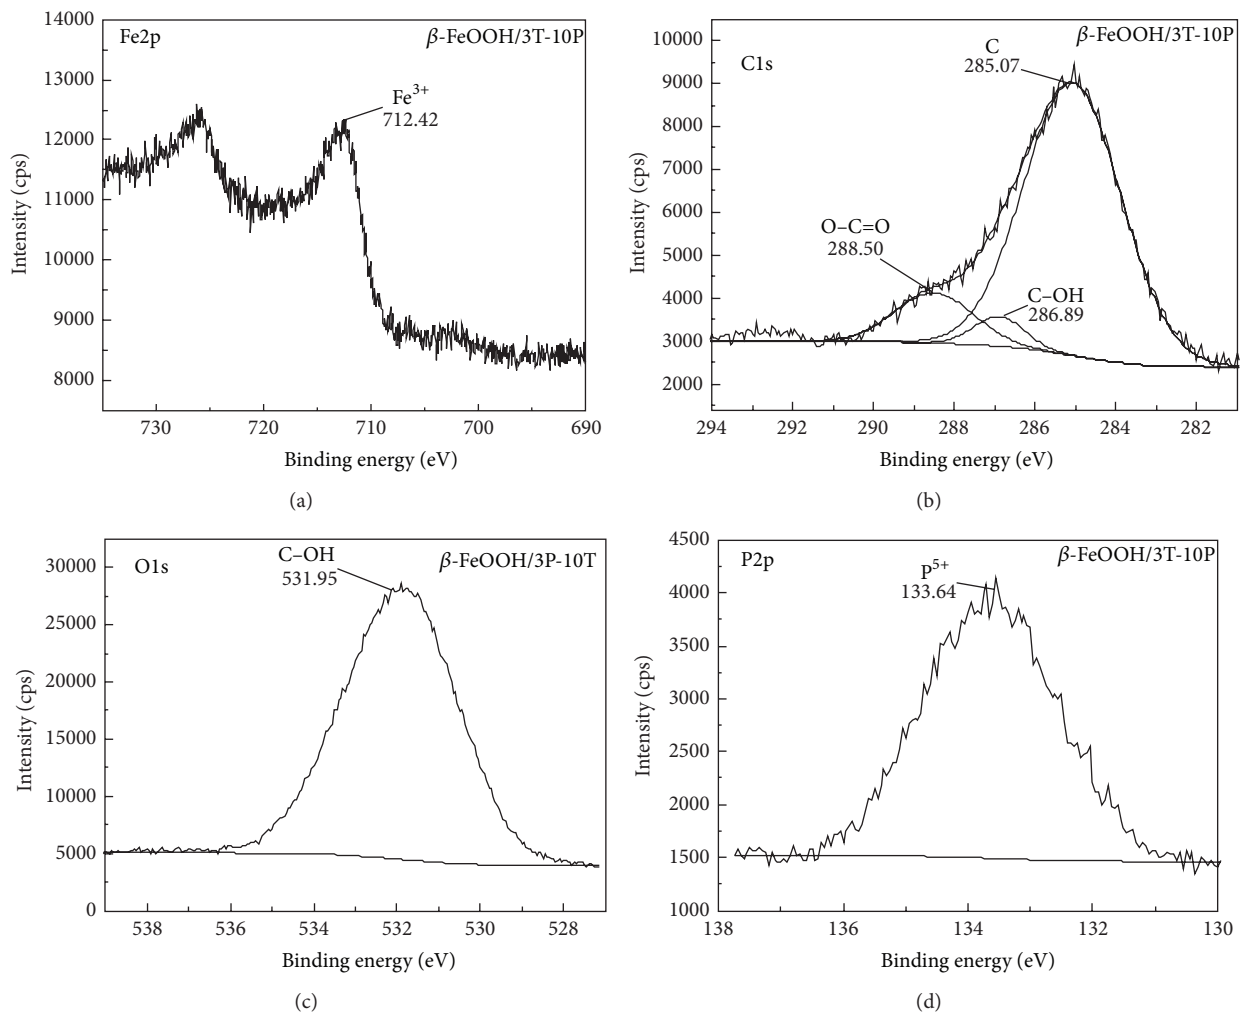 Fe2p
β-FeOOH/3T-10P
Fe3+
712.42
14000
13000
12000
11000
10000
9000
8000
Intensity (cps)
730 720 710 700 690
Binding energy (eV)
(a)
C1s
β-FeOOH/3T-10P
C
285.07
O–C=O
288.50
C–OH
286.89
10000
9000
8000
7000
6000
5000
4000
3000
2000
Intensity (cps)
294 292 290 288 286 284 282
Binding energy (eV)
(b)
O1s
C–OH
531.95
β-FeOOH/3P-10T
30000
25000
20000
15000
10000
5000
0
Intensity (cps)
538 536 534 532 530 528
Binding energy (eV)
(c)
P2p
β-FeOOH/3T-10P
P5+
133.64
4500
4000
3500
3000
2500
2000
1500
1000
Intensity (cps)
138 136 134 132 130
Binding energy (eV)
(d)